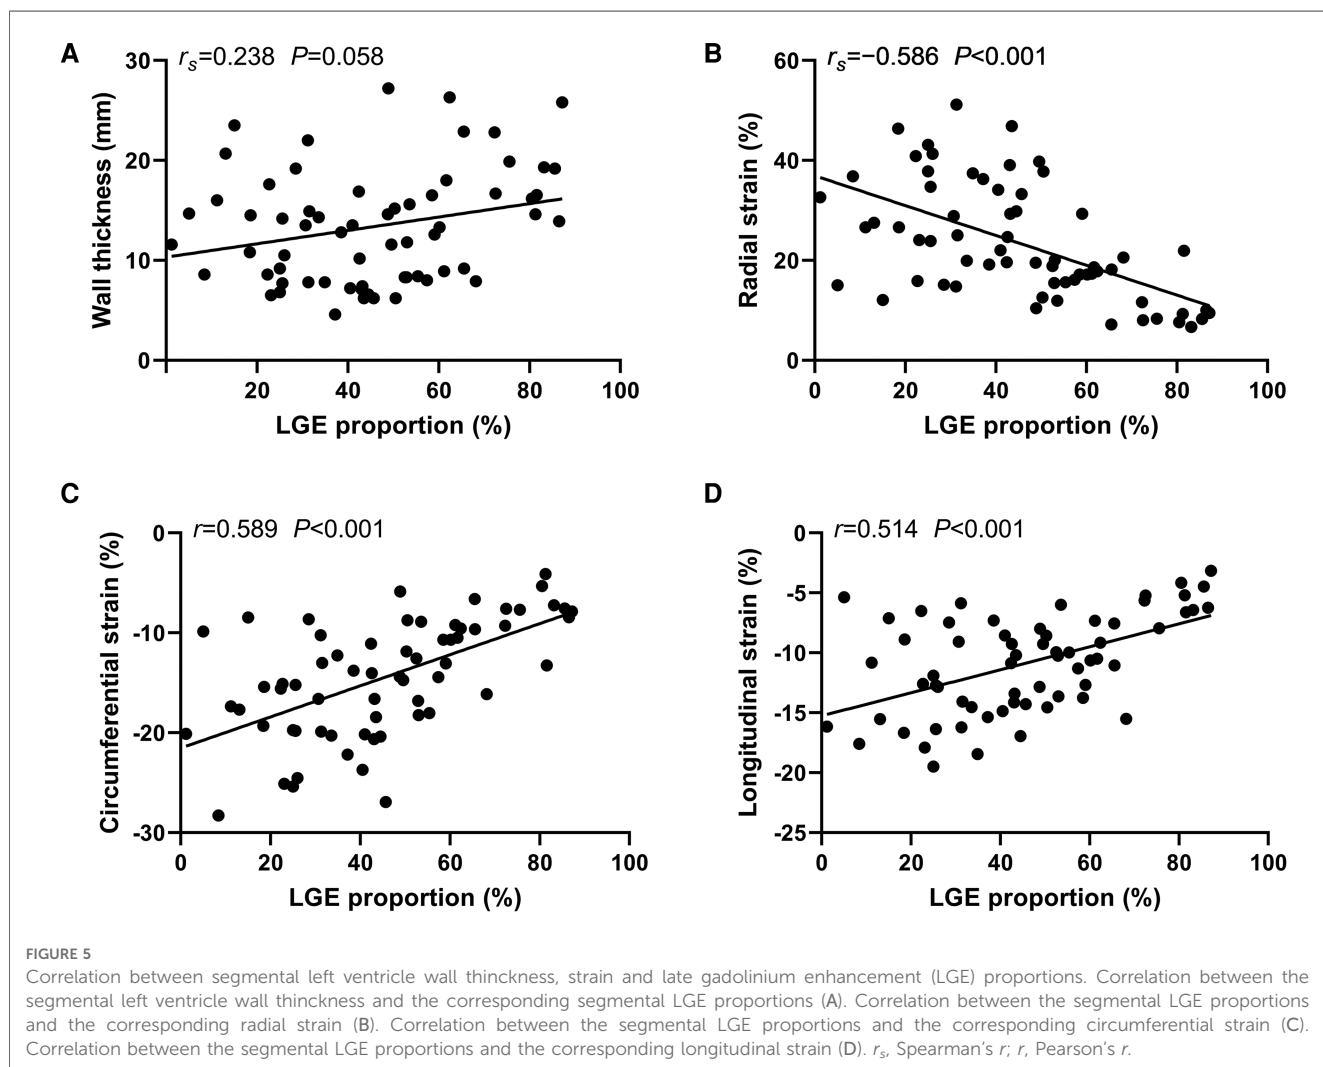 A
r_s=0.238 P=0.058
30
20
10
0
Wall thickness (mm)
20 40 60 80 100
LGE proportion (%)
B
r_s=−0.586 P<0.001
60
40
20
0
Radial strain (%)
0 20 40 60 80 100
LGE proportion (%)
C
r=0.589 P<0.001
0
-10
-20
-30
Circumferential strain (%)
0 20 40 60 80 100
LGE proportion (%)
D
r=0.514 P<0.001
0
-5
-10
-15
-20
-25
Longitudinal strain (%)
0 20 40 60 80 100
LGE proportion (%)
FIGURE 5
Correlation between segmental left ventricle wall thinckness, strain and late gadolinium enhancement (LGE) proportions. Correlation between the
segmental left ventricle wall thinckness and the corresponding segmental LGE proportions (A). Correlation between the segmental LGE proportions
and the corresponding radial strain (B). Correlation between the segmental LGE proportions and the corresponding circumferential strain (C).
Correlation between the segmental LGE proportions and the corresponding longitudinal strain (D). r_s, Spearman's r; r, Pearson's r.